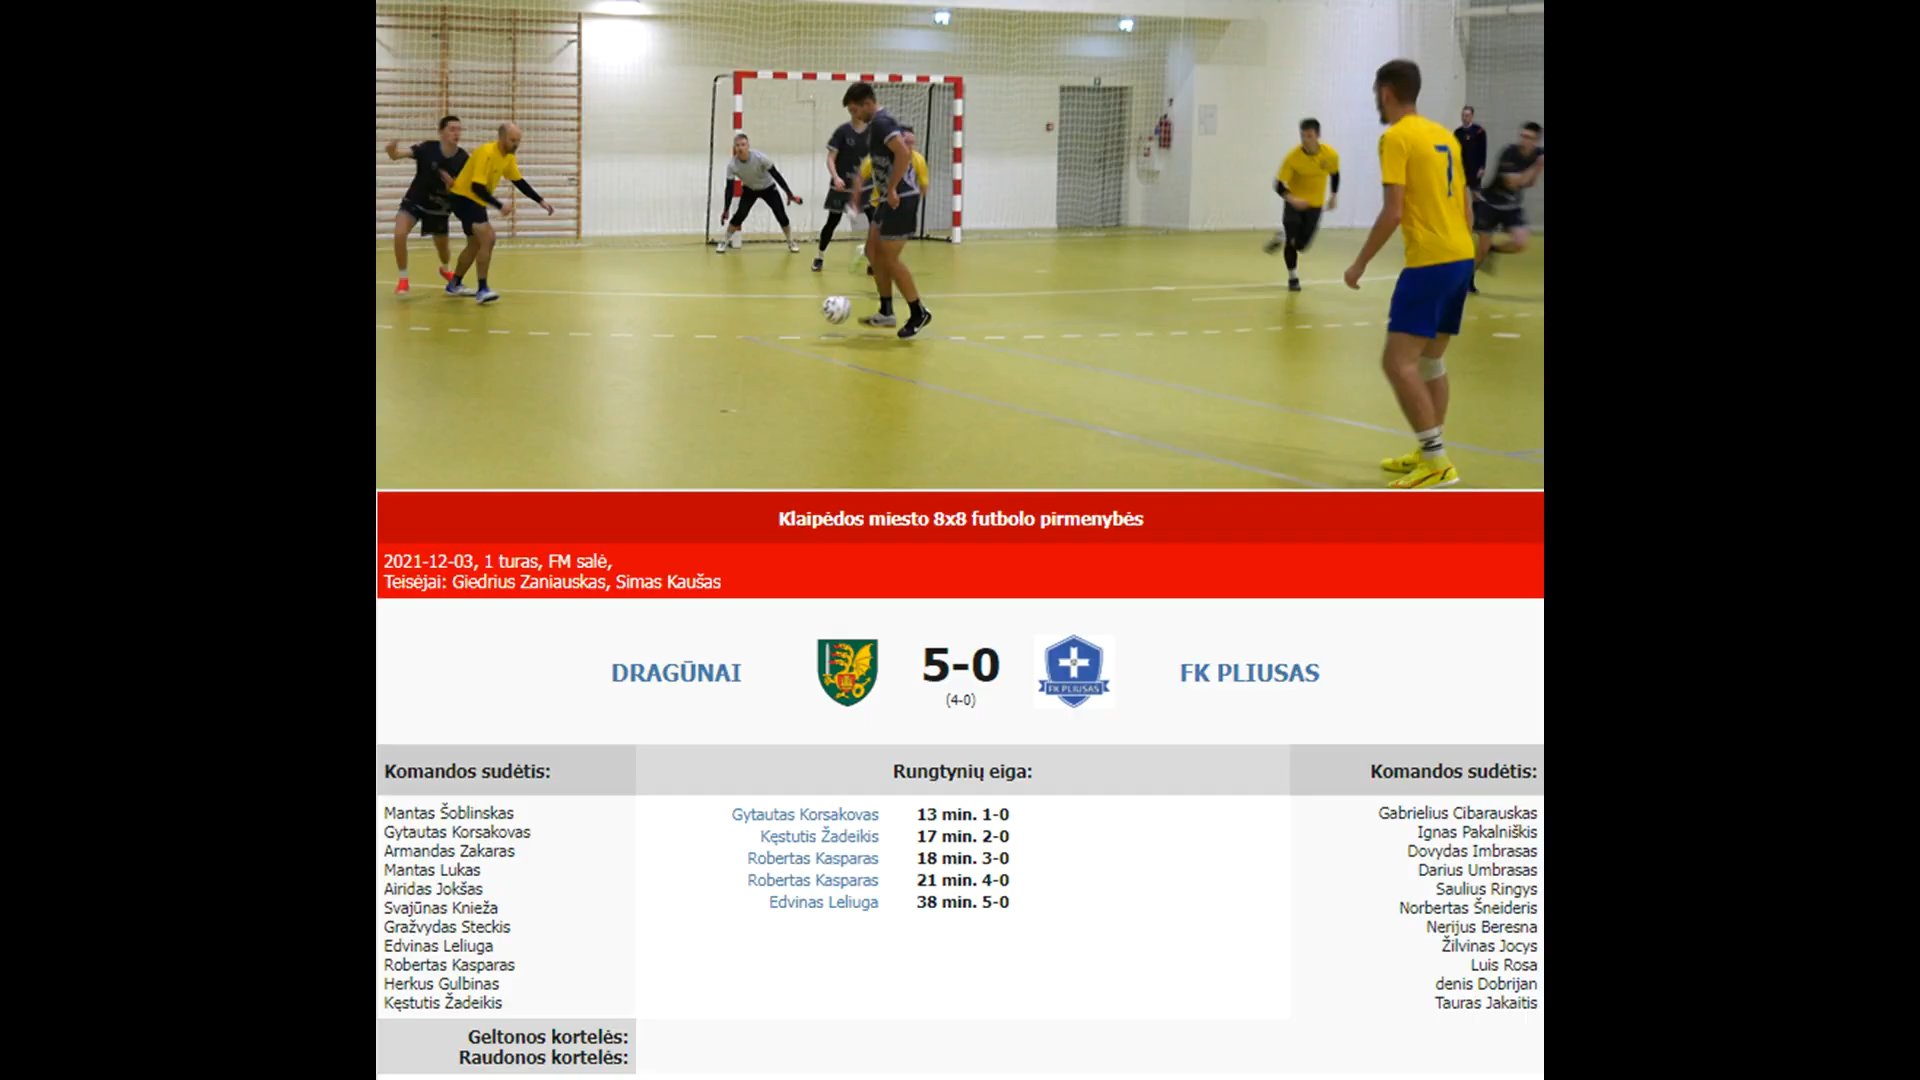 7
Klaipėdos miesto 8x8 futbolo pirmenybės
2021-12-03, 1 turas, FM salė,
Teisėjai: Giedrius Zaniauskas, Simas Kaušas
DRAGŪNAI
5-0
(4-0)
FK PLIUSAS
FK PLIUSAS
Komandos sudėtis:
Mantas Šoblinskas
Gytautas Korsakovas
Armandas Zakaras
Mantas Lukas
Airidas Jokšas
Svajūnas Knieža
Gražvydas Steckis
Edvinas Leliuga
Robertas Kasparas
Herkus Gulbinas
Kęstutis Žadeikis
Rungtynių eiga:
Gytautas Korsakovas 13 min. 1-0
Kęstutis Žadeikis 17 min. 2-0
Robertas Kasparas 18 min. 3-0
Robertas Kasparas 21 min. 4-0
Edvinas Leliuga 38 min. 5-0
Komandos sudėtis:
Gabrielius Cibarauskas
Ignas Pakalniškis
Dovydas Imbrasas
Darius Umbrasas
Saulius Ringys
Norbertas Šneideris
Nerijus Beresna
Žilvinas Jocys
Luis Rosa
denis Dobrijan
Tauras Jakaitis
Geltonos kortelės:
Raudonos kortelės: